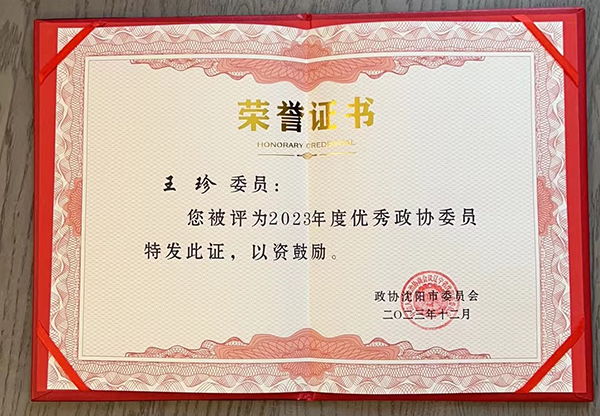 荣誉证书
HONORARY CREDENTIAL
王珍 委员：
您被评为2023年度优秀政协委员
特发此证，以资鼓励。
政协沈阳市委员会
二〇二三年十二月